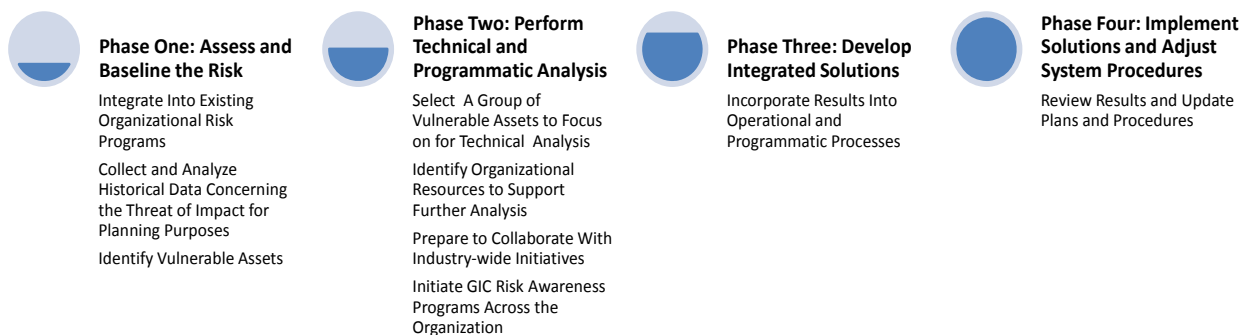 Phase One: Assess and
Baseline the Risk
Integrate Into Existing
Organizational Risk
Programs
Collect and Analyze
Historical Data Concerning
the Threat of Impact for
Planning Purposes
Identify Vulnerable Assets
Phase Two: Perform
Technical and
Programmatic Analysis
Select A Group of
Vulnerable Assets to Focus
on for Technical Analysis
Identify Organizational
Resources to Support
Further Analysis
Prepare to Collaborate With
Industry-wide Initiatives
Initiate GIC Risk Awareness
Programs Across the
Organization
Phase Three: Develop
Integrated Solutions
Incorporate Results Into
Operational and
Programmatic Processes
Phase Four: Implement
Solutions and Adjust
System Procedures
Review Results and Update
Plans and Procedures